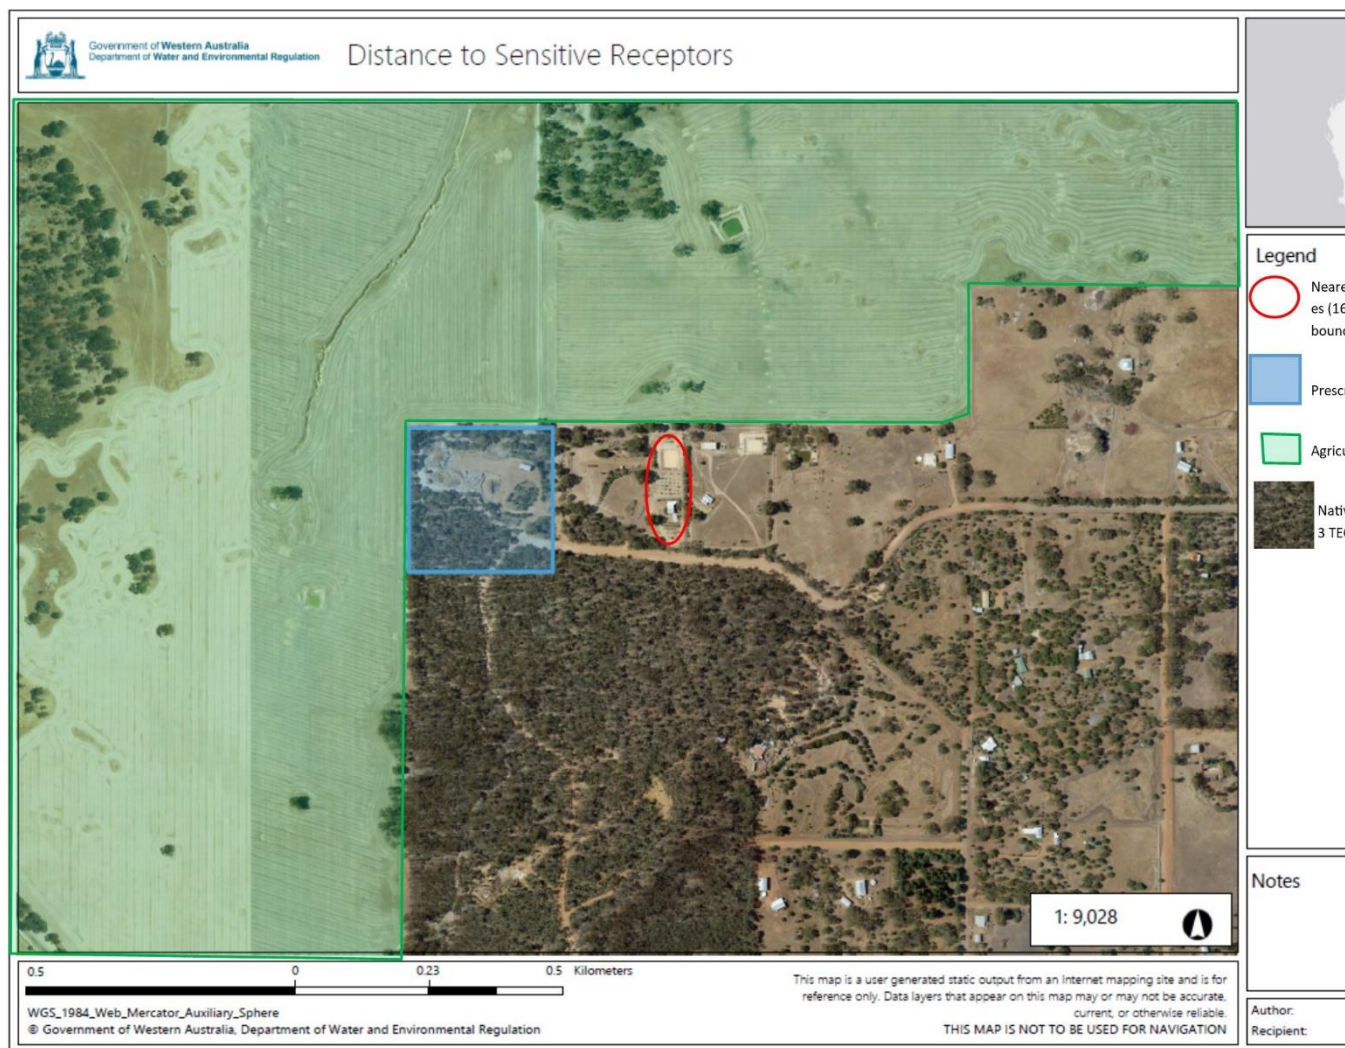 Government of Western Australia
Department of Water and Environmental Regulation
Distance to Sensitive Receptors
Legend
Neare
es (16
bound
Prescr
Agricu
Nativ
3 TE
1: 9,028
Notes
0.5 0 0.23 0.5 Kilometers
WGS_1984_Web_Mercator_Auxiliary_Sphere
© Government of Western Australia, Department of Water and Environmental Regulation
This map is a user generated static output from an Internet mapping site and is for
reference only. Data layers that appear on this map may or may not be accurate,
current, or otherwise reliable.
THIS MAP IS NOT TO BE USED FOR NAVIGATION
Author:
Recipient: